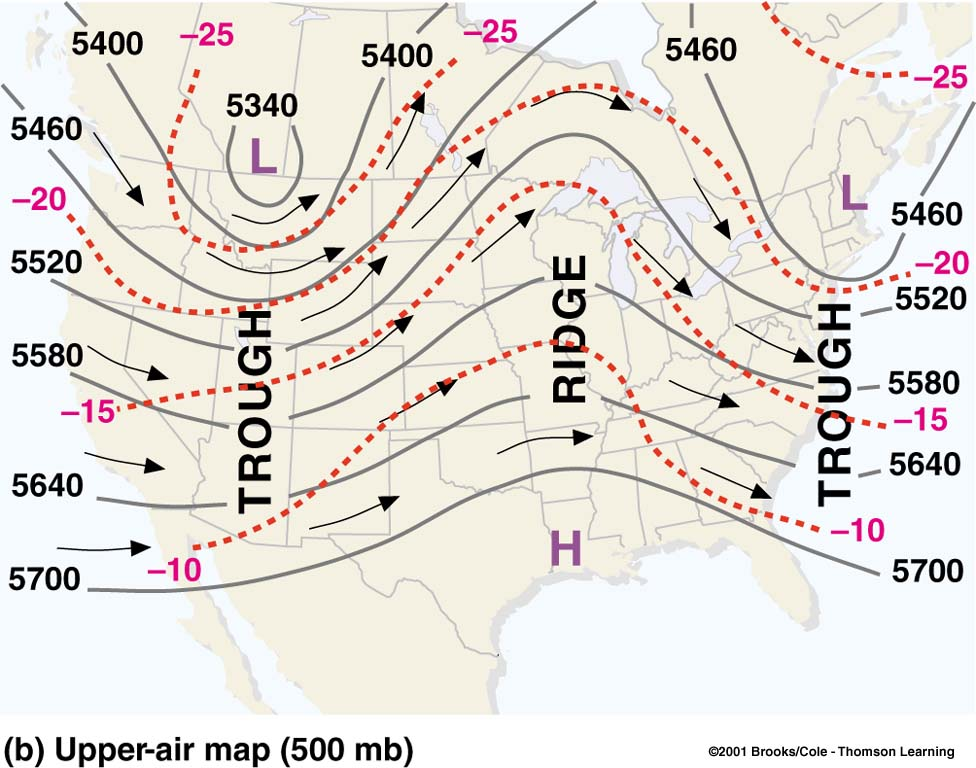 5400
–25
5400
–25
5460
–25
5340
5460
L
–20
L
5460
5520
–20
5520
TROUGH
RIDGE
TROUGH
5580
5580
–15
–15
5640
5640
–10
H
–10
5700
5700
(b) Upper-air map (500 mb)
©2001 Brooks/Cole - Thomson Learning